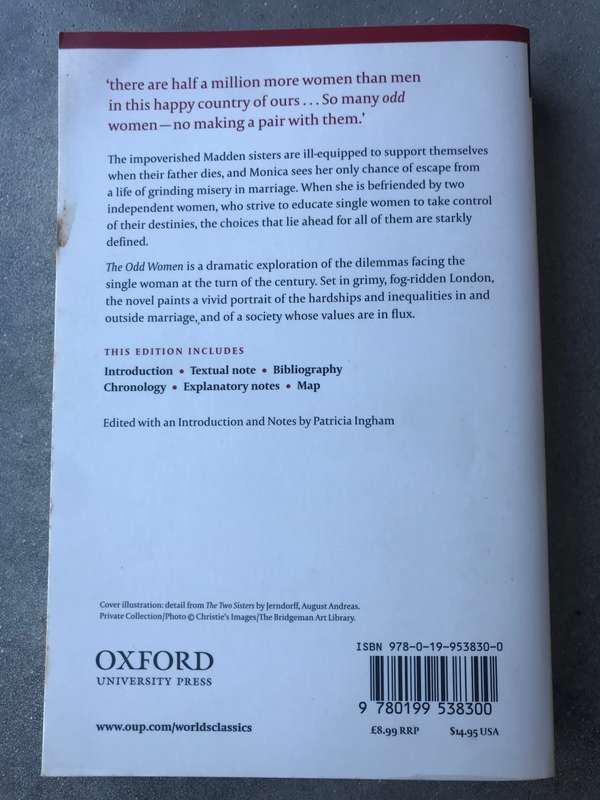 ‘there are half a million more women than men
in this happy country of ours . . . So many odd
women—no making a pair with them.’
The impoverished Madden sisters are ill-equipped to support themselves
when their father dies, and Monica sees her only chance of escape from
a life of grinding misery in marriage. When she is befriended by two
independent women, who strive to educate single women to take control
of their destinies, the choices that lie ahead for all of them are starkly
defined.
The Odd Women is a dramatic exploration of the dilemmas facing the
single woman at the turn of the century. Set in grimy, fog-ridden London,
the novel paints a vivid portrait of the hardships and inequalities in and
outside marriage, and of a society whose values are in flux.
THIS EDITION INCLUDES
Introduction • Textual note • Bibliography
Chronology • Explanatory notes • Map
Edited with an Introduction and Notes by Patricia Ingham
Cover illustration: detail from The Two Sisters by Jerndorff, August Andreas.
Private Collection/Photo © Christie's Images/The Bridgeman Art Library.
OXFORD
UNIVERSITY PRESS
www.oup.com/worldsclassics
ISBN 978-0-19-953830-0
9 780199 538300
£8.99 RRP $14.95 USA